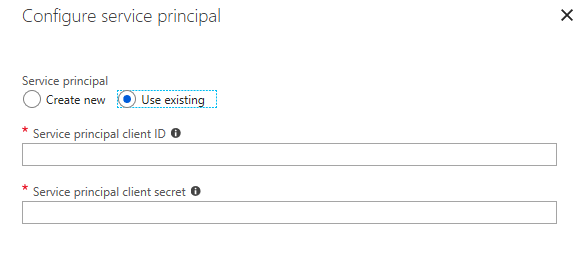 Configure service principal
Service principal
Create new Use existing
* Service principal client ID
* Service principal client secret